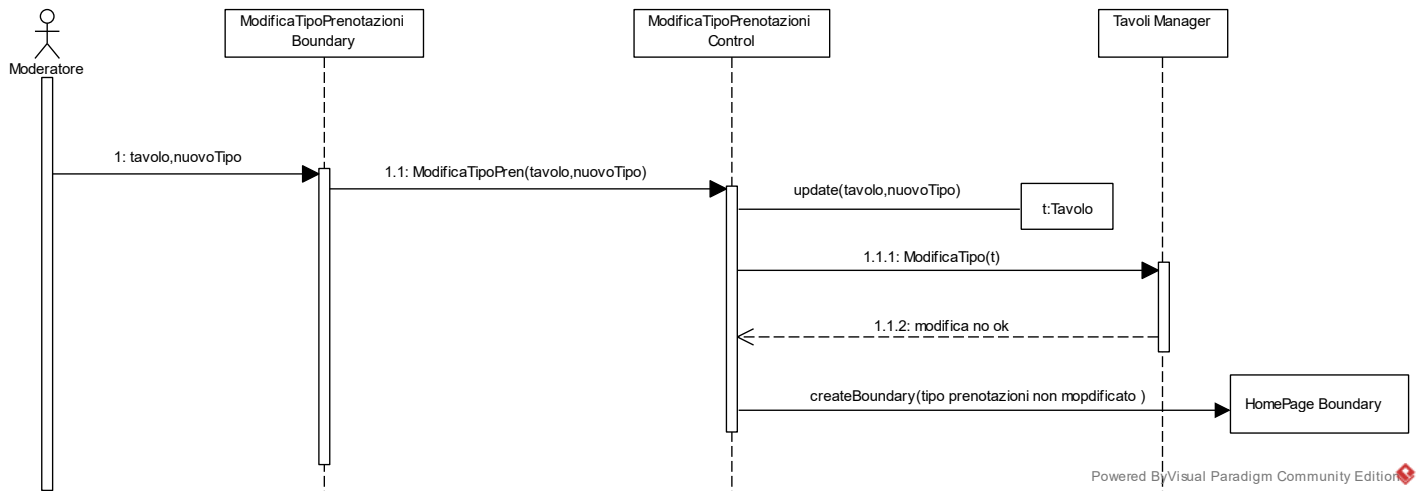 ModificaTipoPrenotazioni
Boundary
ModificaTipoPrenotazioni
Control
Tavoli Manager
Moderatore
1: tavolo,nuovoTipo
1.1: ModificaTipoPren(tavolo,nuovoTipo)
update(tavolo,nuovoTipo)
t:Tavolo
1.1.1: ModificaTipo(t)
1.1.2: modifica no ok
createBoundary(tipo prenotazioni non mopdificato )
HomePage Boundary
Powered ByVisual Paradigm Community Edition